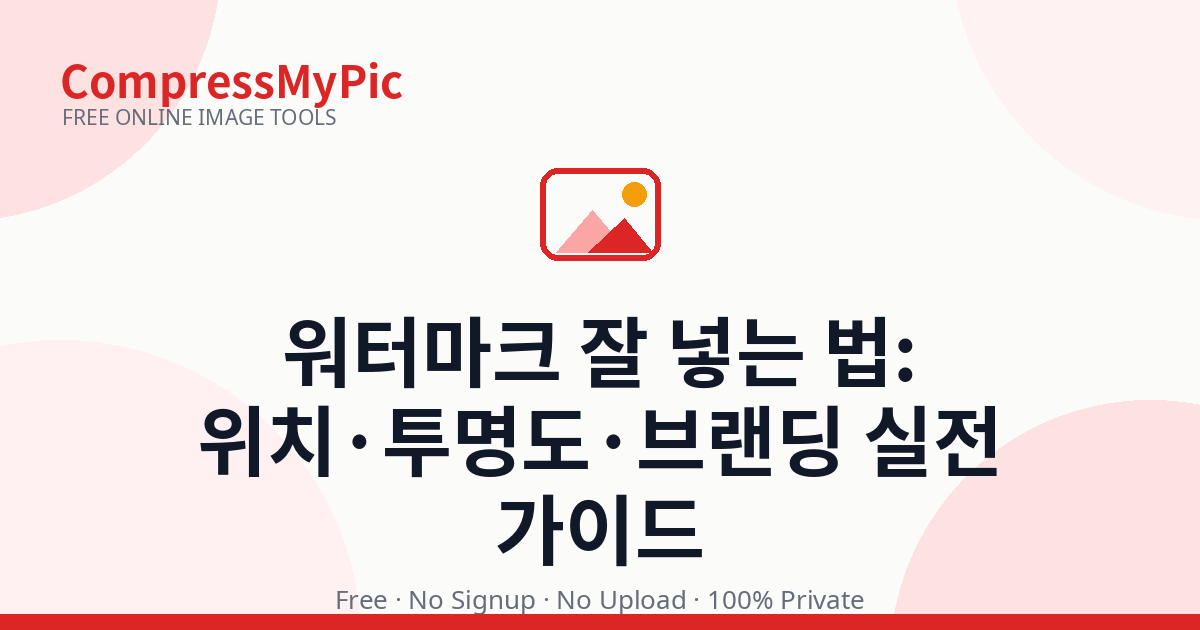 CompressMyPic
FREE ONLINE IMAGE TOOLS
워터마크 잘 넣는 법:
위치·투명도·브랜딩 실전
가이드
Free · No Signup · No Upload · 100% Private